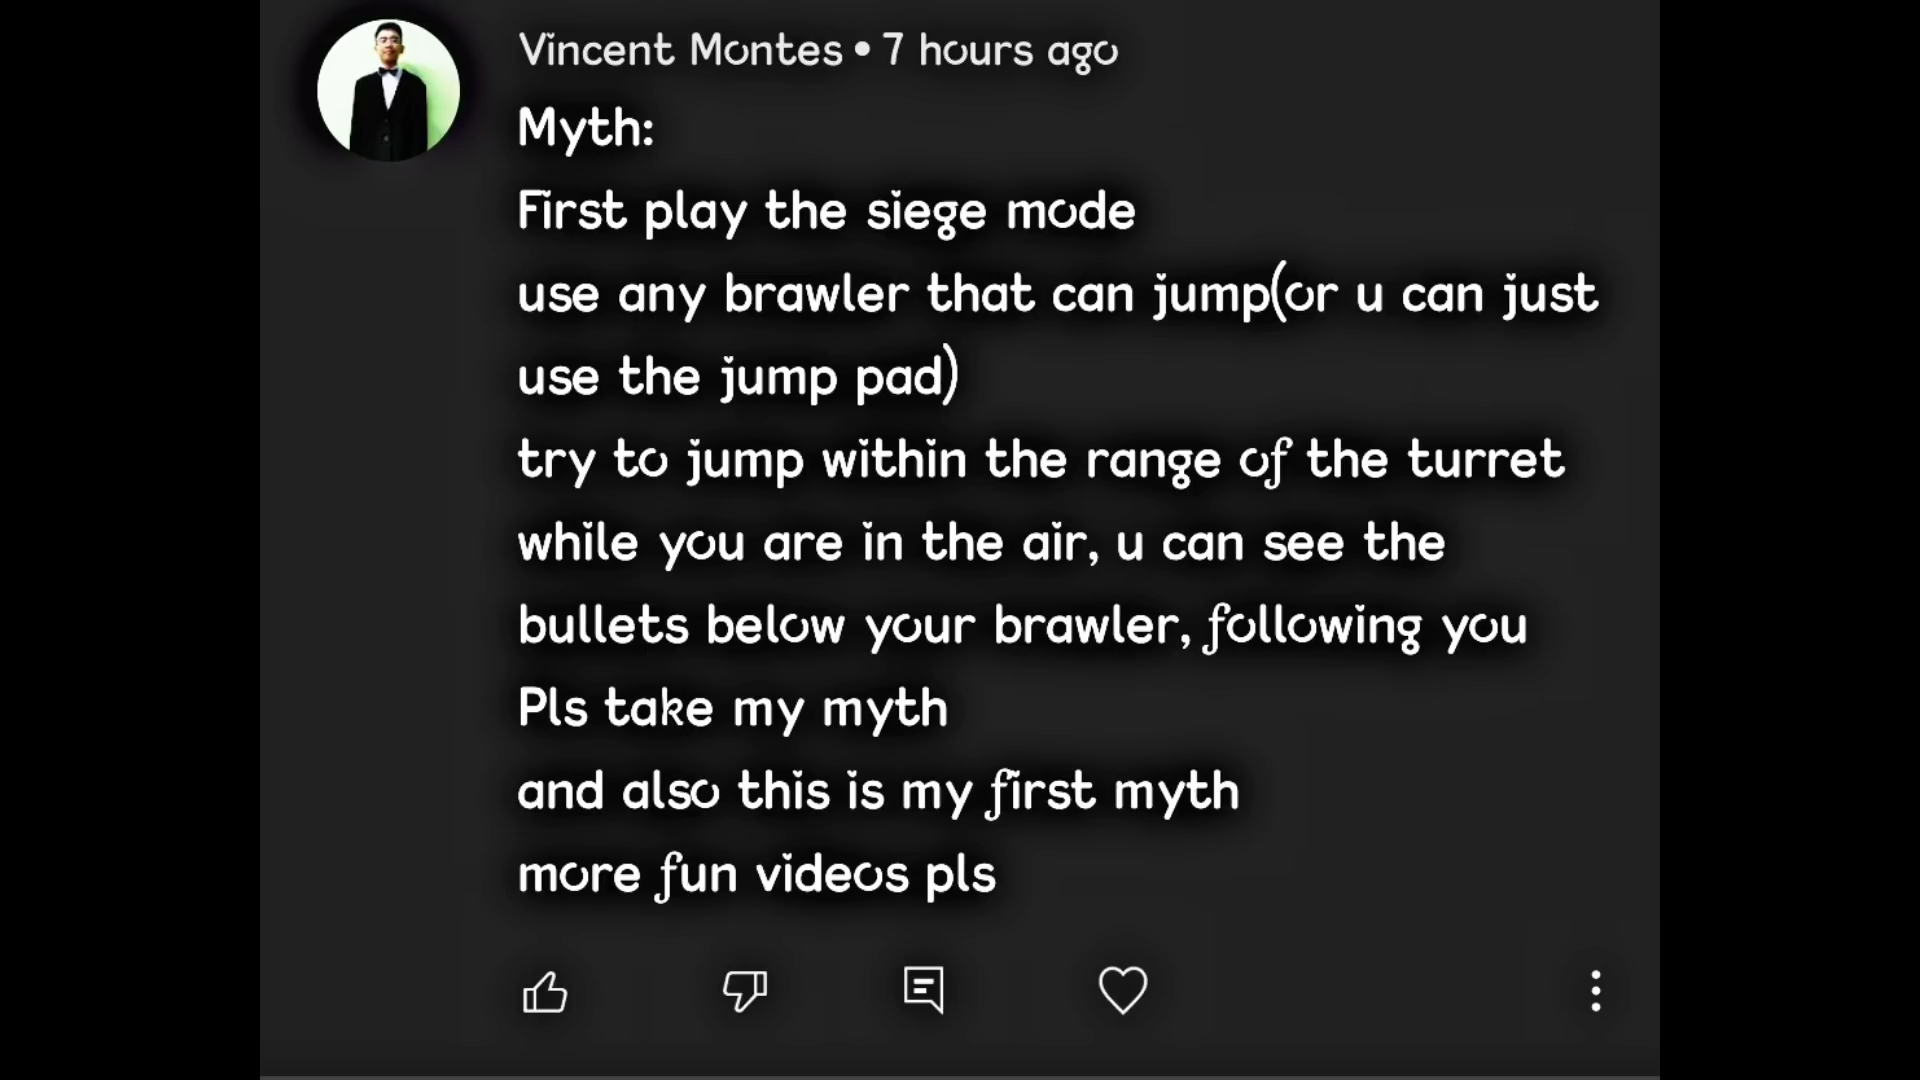 Vincent Montes • 7 hours ago
Myth:
First play the siege mode
use any brawler that can jump(or u can just
use the jump pad)
try to jump within the range of the turret
while you are in the air, u can see the
bullets below your brawler, following you
Pls take my myth
and also this is my first myth
more fun videos pls